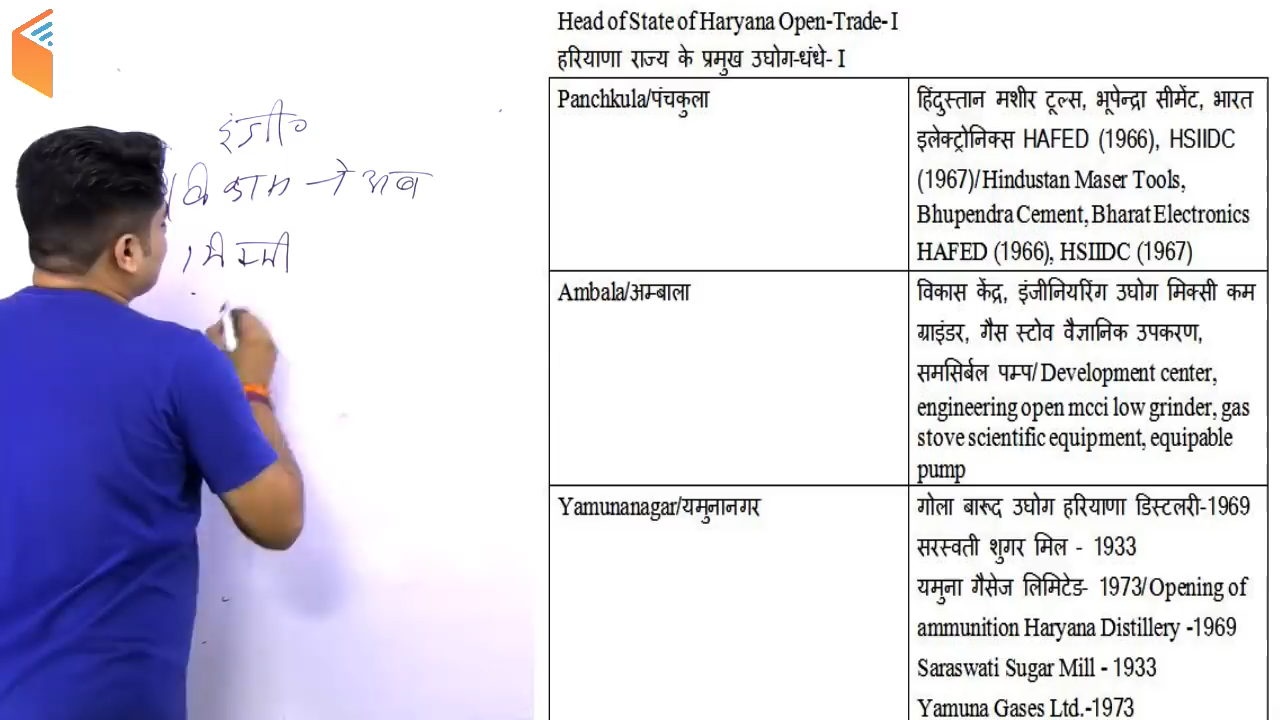 Head of State of Haryana Open-Trade- I
हरियाणा राज्य के प्रमुख उघोग-धंधे- I
Panchkula/पंचकुला
हिंदुस्तान मशीर टूल्स, भूपेन्द्रा सीमेंट, भारत
इलेक्ट्रोनिक्स HAFED (1966), HSIIDC
(1967)/Hindustan Maser Tools,
Bhupendra Cement, Bharat Electronics
HAFED (1966), HSIIDC (1967)
Ambala/अम्बाला
विकास केंद्र, इंजीनियरिंग उघोग मिक्सी कम
ग्राइंडर, गैस स्टोव वैज्ञानिक उपकरण,
समसिर्बल पम्प/ Development center,
engineering open mcci low grinder, gas
stove scientific equipment, equipable
pump
Yamunanagar/यमुनानगर
गोला बारूद उघोग हरियाणा डिस्टलरी-1969
सरस्वती शुगर मिल - 1933
यमुना गैसेज लिमिटेड- 1973/ Opening of
ammunition Haryana Distillery -1969
Saraswati Sugar Mill - 1933
Yamuna Gases Ltd.-1973